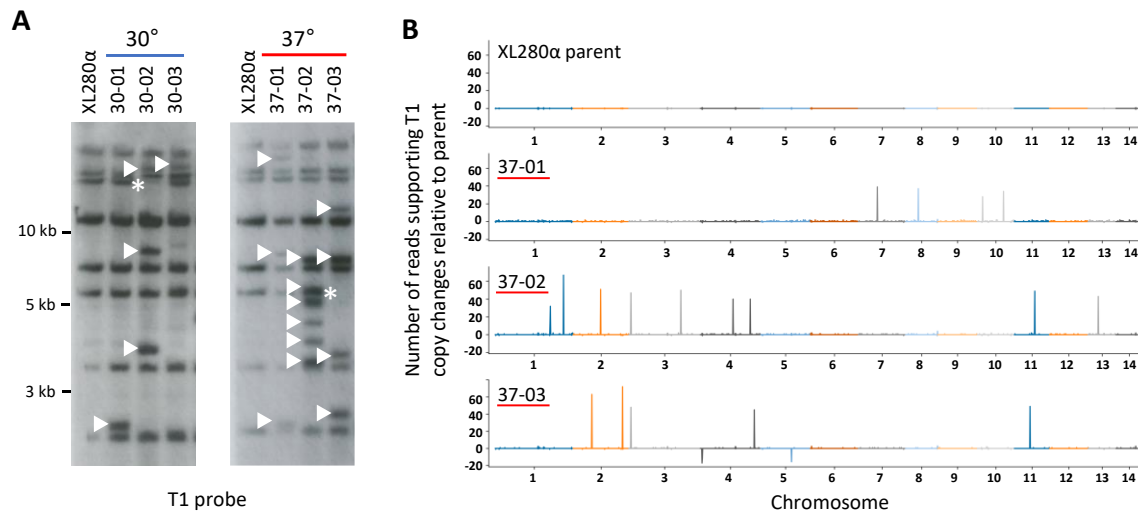 A
30°
37°
XL280α
30-01
30-02
30-03
XL280α
37-01
37-02
37-03
*
*
10 kb
5 kb
3 kb
T1 probe
B
Number of reads supporting T1
copy changes relative to parent
XL280α parent
60
40
20
0
-20
1 2 3 4 5 6 7 8 9 10 11 12 13 14
37-01
60
40
20
0
-20
1 2 3 4 5 6 7 8 9 10 11 12 13 14
37-02
60
40
20
0
-20
1 2 3 4 5 6 7 8 9 10 11 12 13 14
37-03
60
40
20
0
-20
1 2 3 4 5 6 7 8 9 10 11 12 13 14
Chromosome